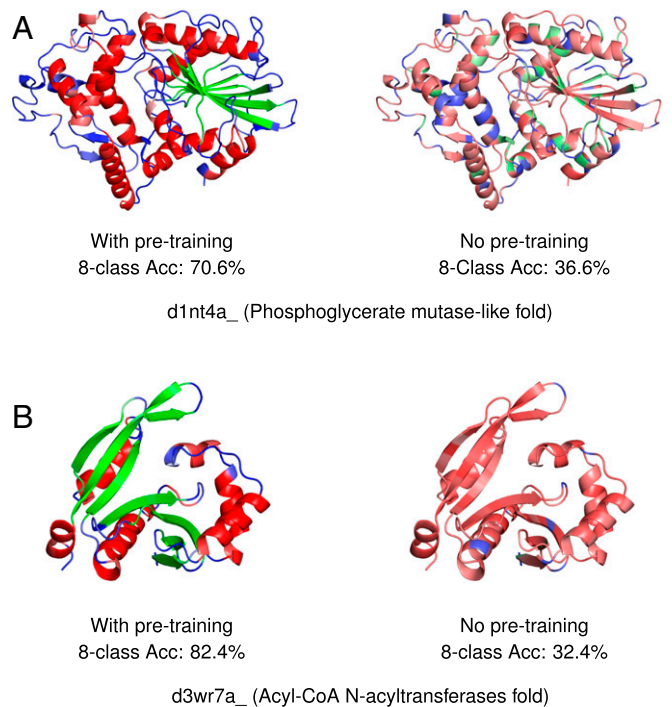 A
With pre-training
8-class Acc: 70.6%
No pre-training
8-Class Acc: 36.6%
d1nt4a_ (Phosphoglycerate mutase-like fold)
B
With pre-training
8-class Acc: 82.4%
No pre-training
8-class Acc: 32.4%
d3wr7a_ (Acyl-CoA N-acyltransferases fold)